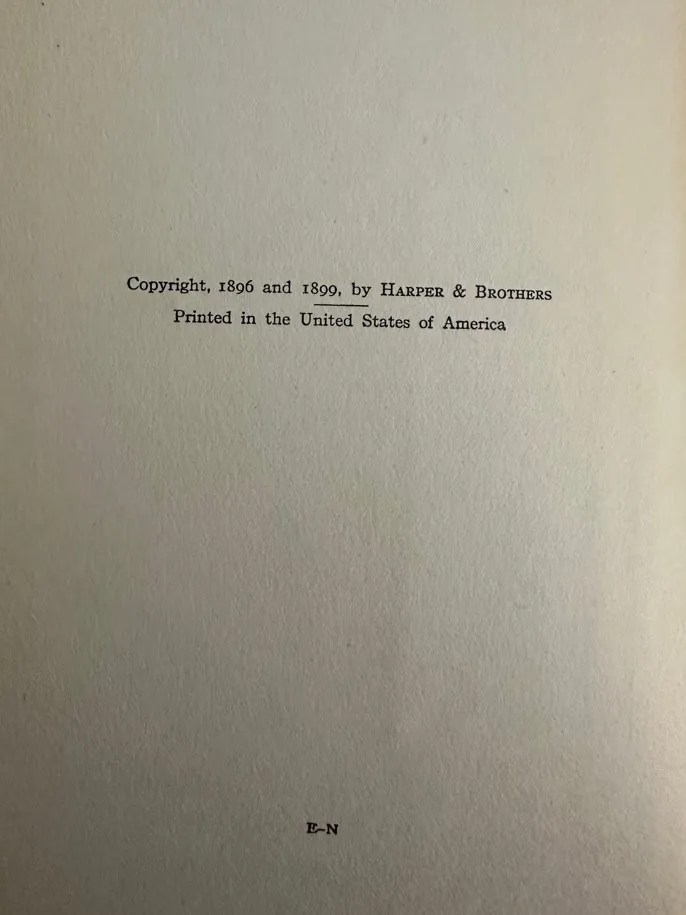 Copyright, 1896 and 1899, by HARPER & BROTHERS
Printed in the United States of America
E–N